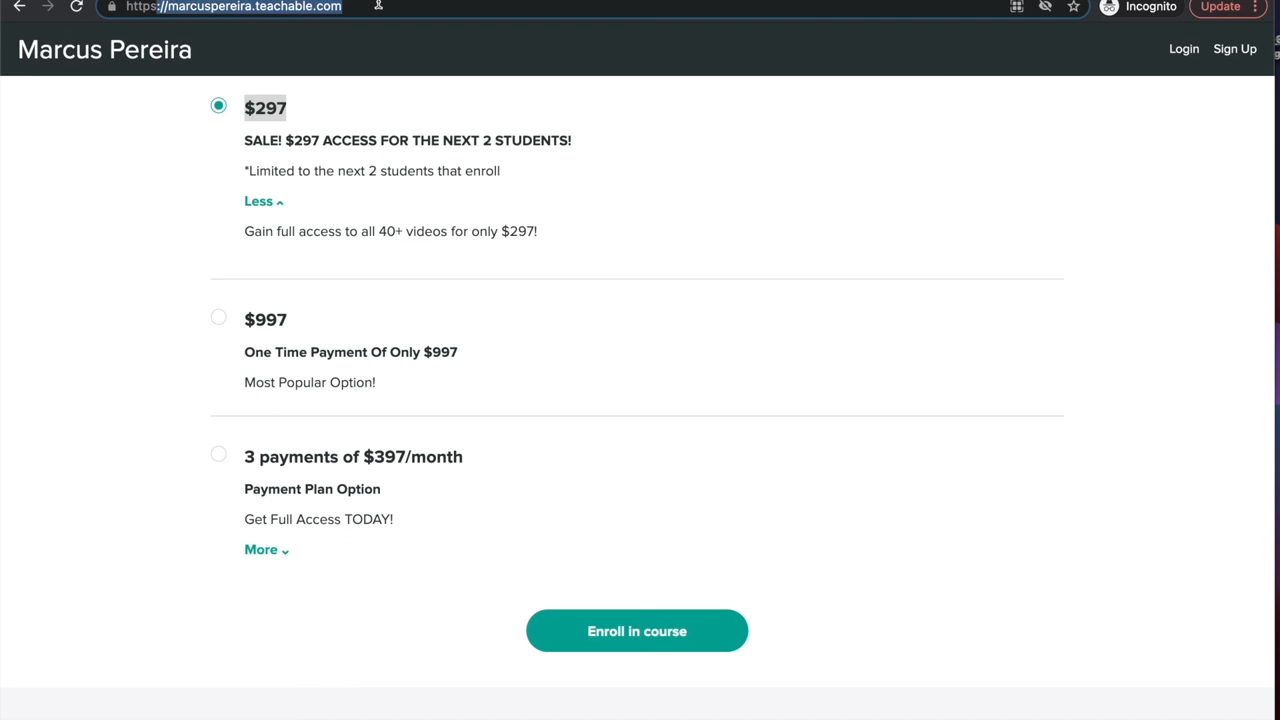 https://marcuspereira.teachable.com
Incognito
Update
Marcus Pereira
Login
Sign Up
$297
SALE! $297 ACCESS FOR THE NEXT 2 STUDENTS!
*Limited to the next 2 students that enroll
Less
Gain full access to all 40+ videos for only $297!
$997
One Time Payment Of Only $997
Most Popular Option!
3 payments of $397/month
Payment Plan Option
Get Full Access TODAY!
More
Enroll in course